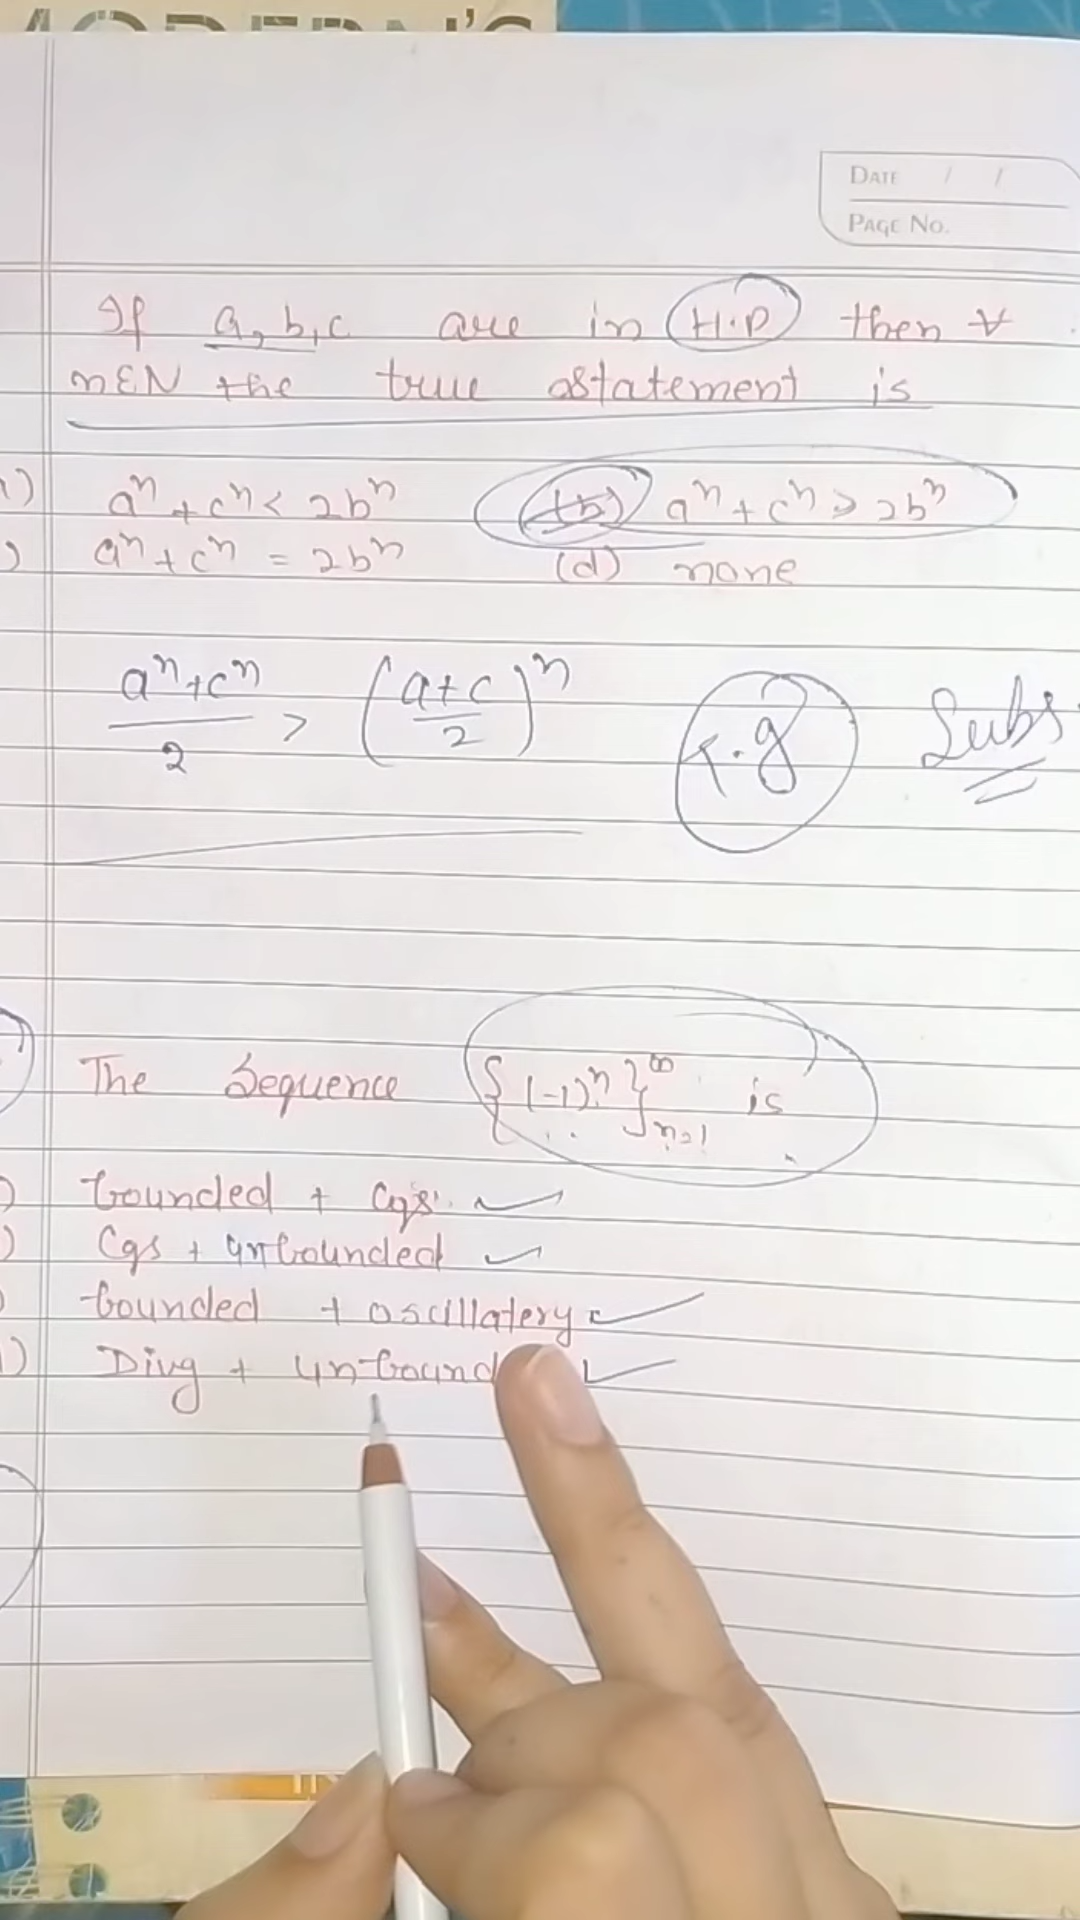 MODERN'S
DATE / /
PAGE NO.
If a, b, c are in H.P then ∀
n∈N the true statement is
aⁿ + cⁿ < 2bⁿ (b) aⁿ + cⁿ > 2bⁿ
aⁿ + cⁿ = 2bⁿ (d) none
(aⁿ + cⁿ)/2 > ((a+c)/2)ⁿ
Subs
The Sequence {(-1)ⁿ}^∞_{n=1} is
bounded + Cgs.
Cgs + unbounded
bounded + oscillatery
Divg + un-bound